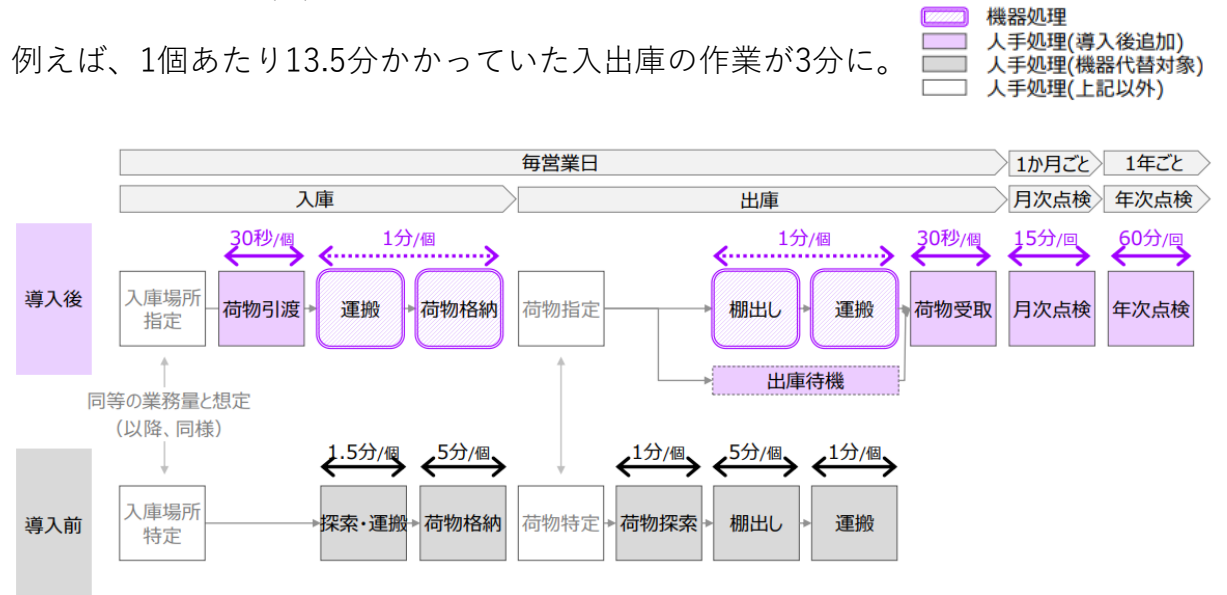 例えば、1個あたり13.5分かかっていた入出庫の作業が3分に。
機器処理
人手処理(導入後追加)
人手処理(機器代替対象)
人手処理(上記以外)
毎営業日
1か月ごと
1年ごと
入庫
出庫
月次点検
年次点検
30秒/個
1分/個
1分/個
30秒/個
15分/回
60分/回
導入後
入庫場所
指定
荷物引渡
運搬
荷物格納
荷物指定
棚出し
運搬
荷物受取
月次点検
年次点検
出庫待機
同等の業務量と想定
(以降、同様)
1.5分/個
5分/個
1分/個
5分/個
1分/個
導入前
入庫場所
特定
探索・運搬
荷物格納
荷物特定
荷物探索
棚出し
運搬